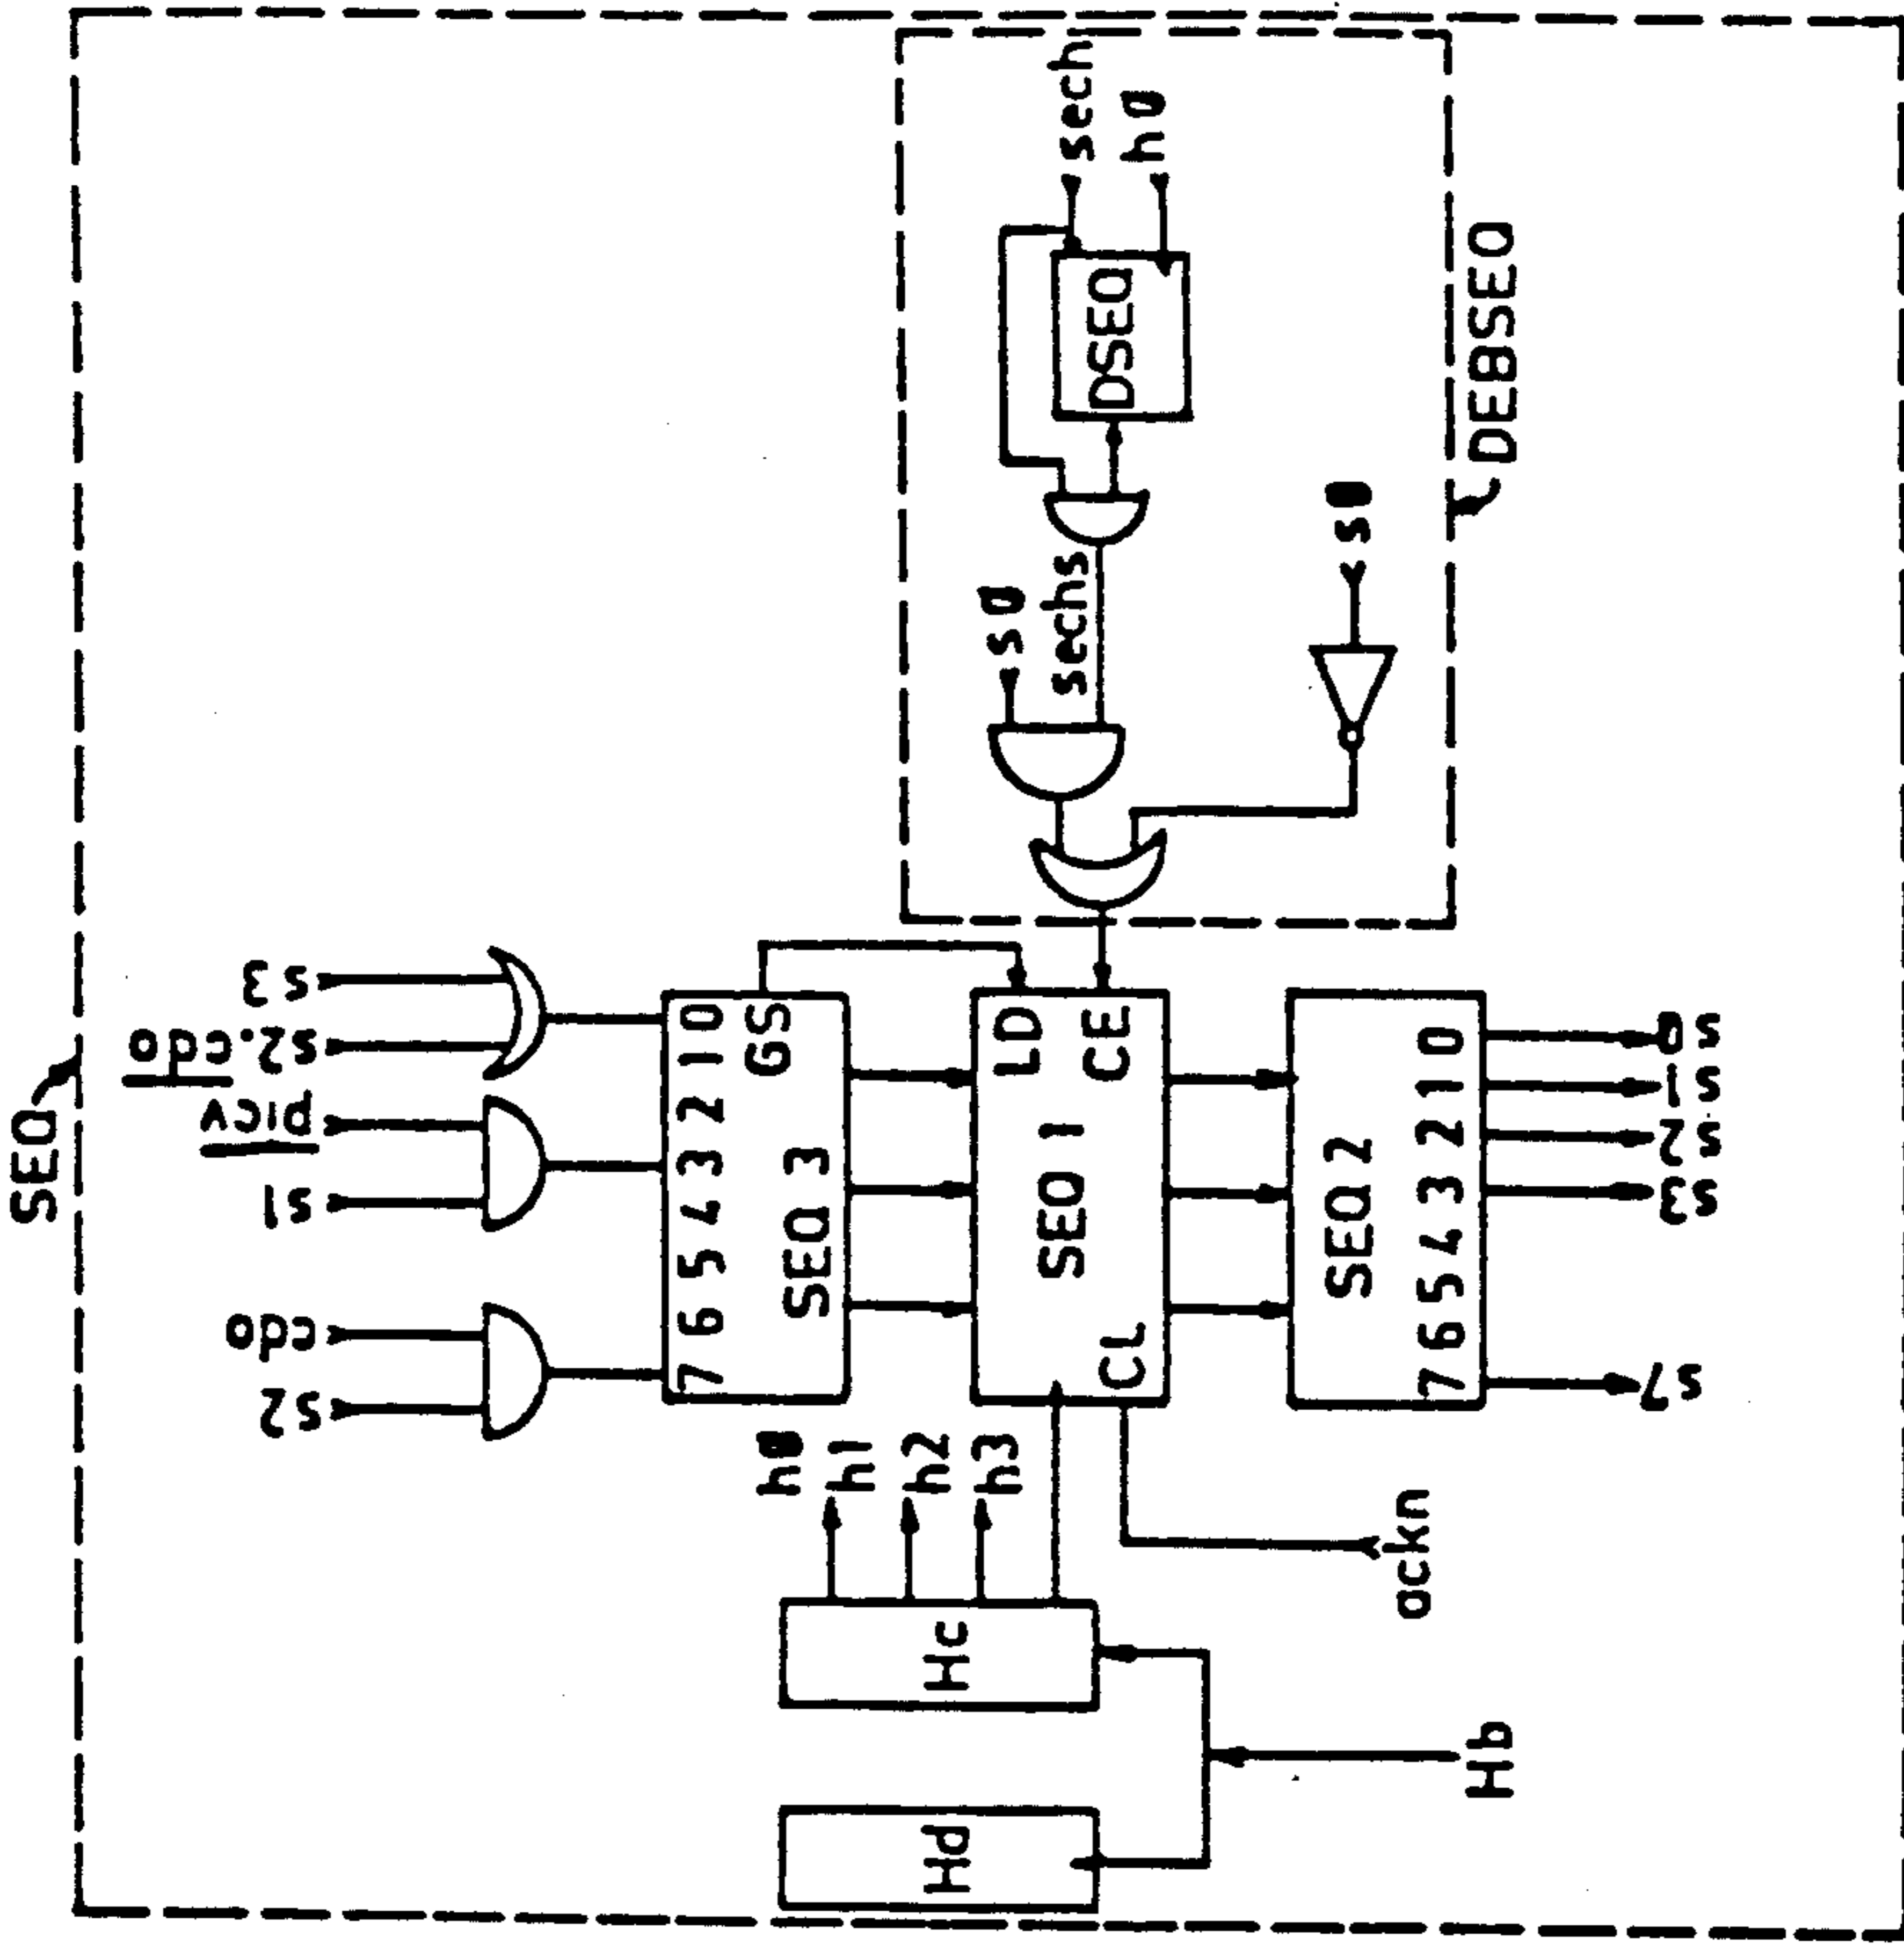 SEQ
s3
s2.cdo
picv
s1
cdo
s2
7 6 5 4 3 2 1 0
SEQ 3
GS
LD
CE
SEQ 1
CL
SEQ 2
7 6 5 4 3 2 1 0
s0
s1
s2
s3
s7
h0
h1
h2
h3
Hc
Hd
Hb
ackn
sech
h0
DSEQ
s0
sechs
s0
DEBSEQ